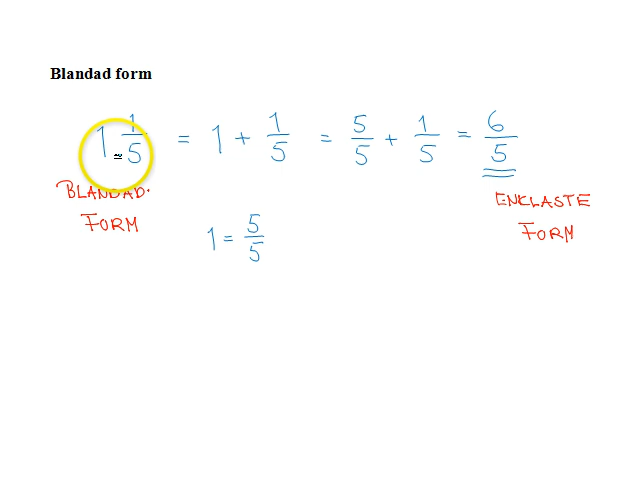 Blandad form
1 1/5 = 1 + 1/5 = 5/5 + 1/5 = 6/5
BLANDAD. ENKLASTE
FORM FORM
1 = 5/5